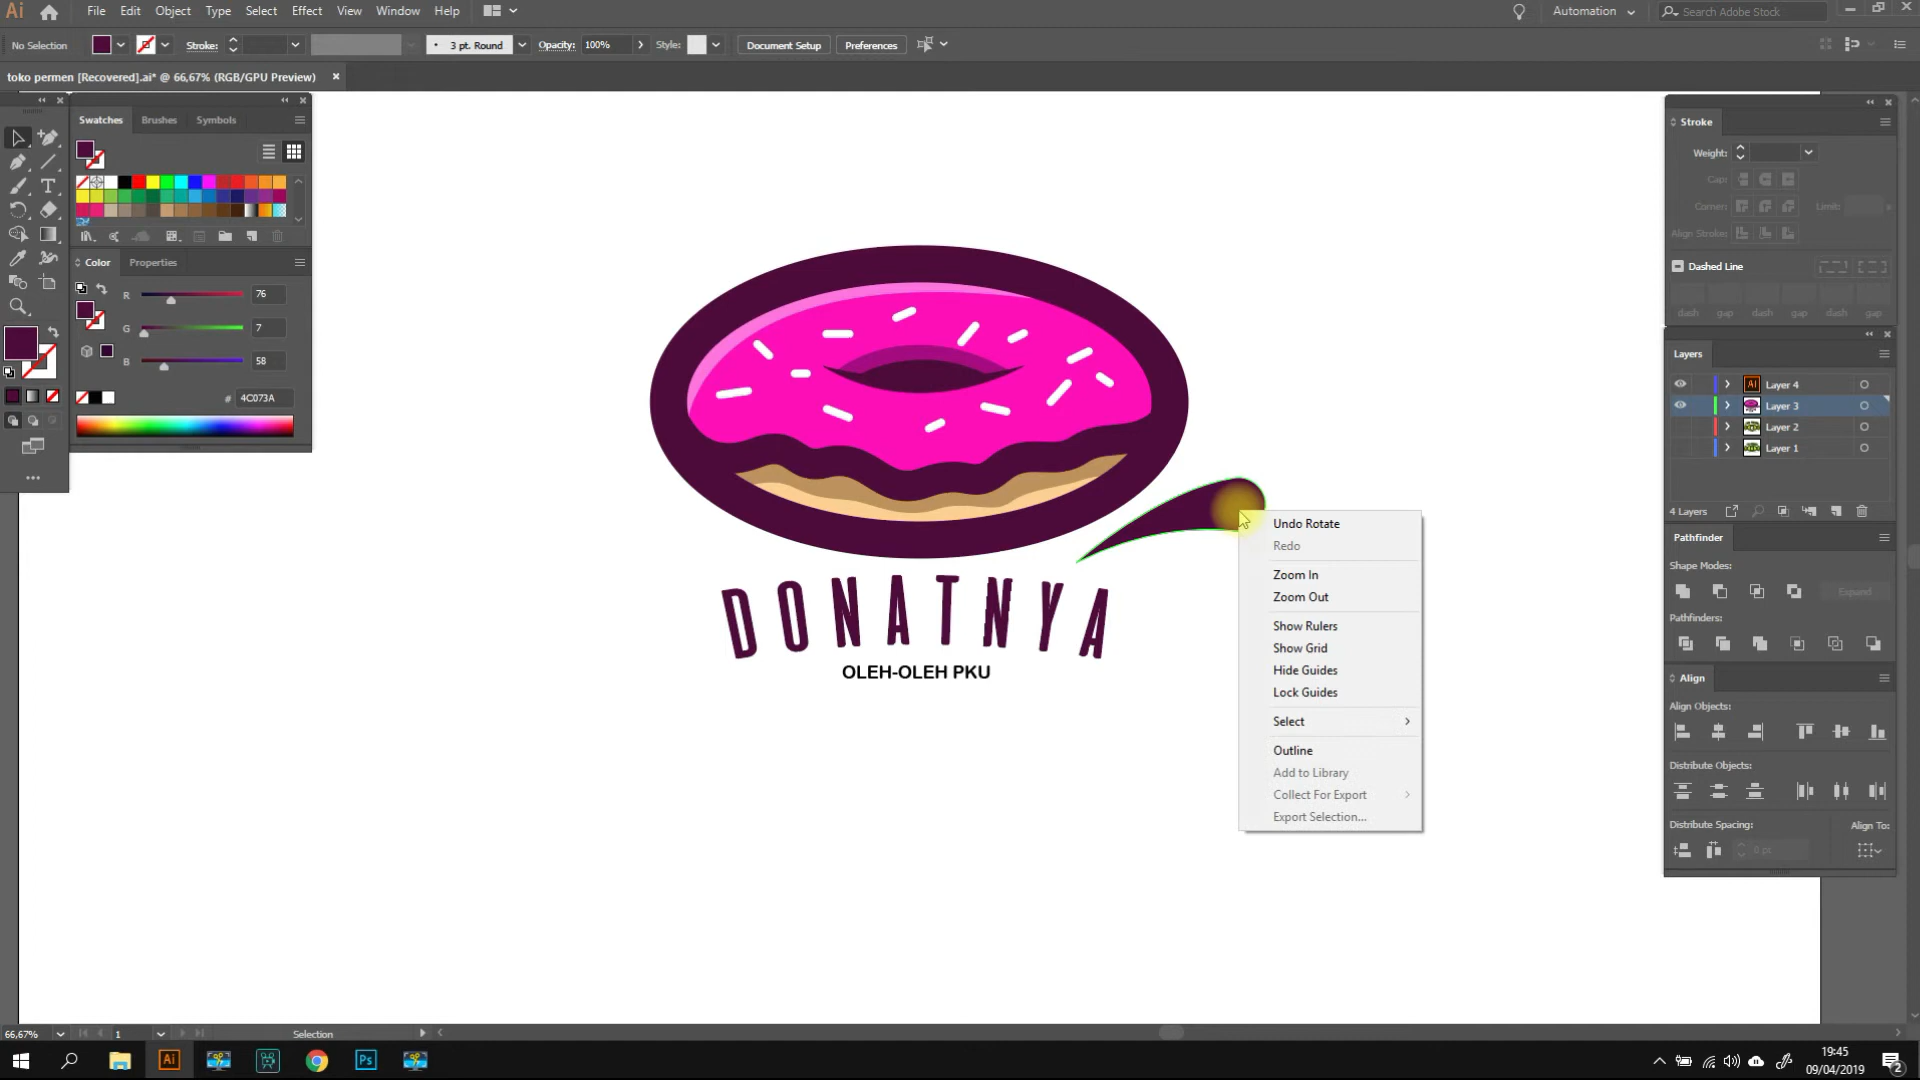 File Edit Object Type Select Effect View Window Help Automation Search Adobe Stock
No Selection Stroke: 3 pt. Round Opacity: 100% Style: Document Setup Preferences
toko permen [Recovered].ai* @ 66,67% (RGB/GPU Preview)
Swatches Brushes Symbols
Color Properties
R 76
G 7
B 58
# 4C073A
DONATNYA
OLEH-OLEH PKU
Undo Rotate
Redo
Zoom In
Zoom Out
Show Rulers
Show Grid
Hide Guides
Lock Guides
Select
Outline
Add to Library
Collect For Export
Export Selection...
Stroke
Weight:
Cap:
Corner: Limit:
Align Stroke:
Dashed Line
dash gap dash gap dash gap
Layers
Layer 4
Layer 3
Layer 2
Layer 1
4 Layers
Pathfinder
Shape Modes:
Expand
Pathfinders:
Align
Align Objects:
Distribute Objects:
Distribute Spacing: Align To:
0 pt
66,67% 1 Selection
Ai Ps
19:45
09/04/2019
2